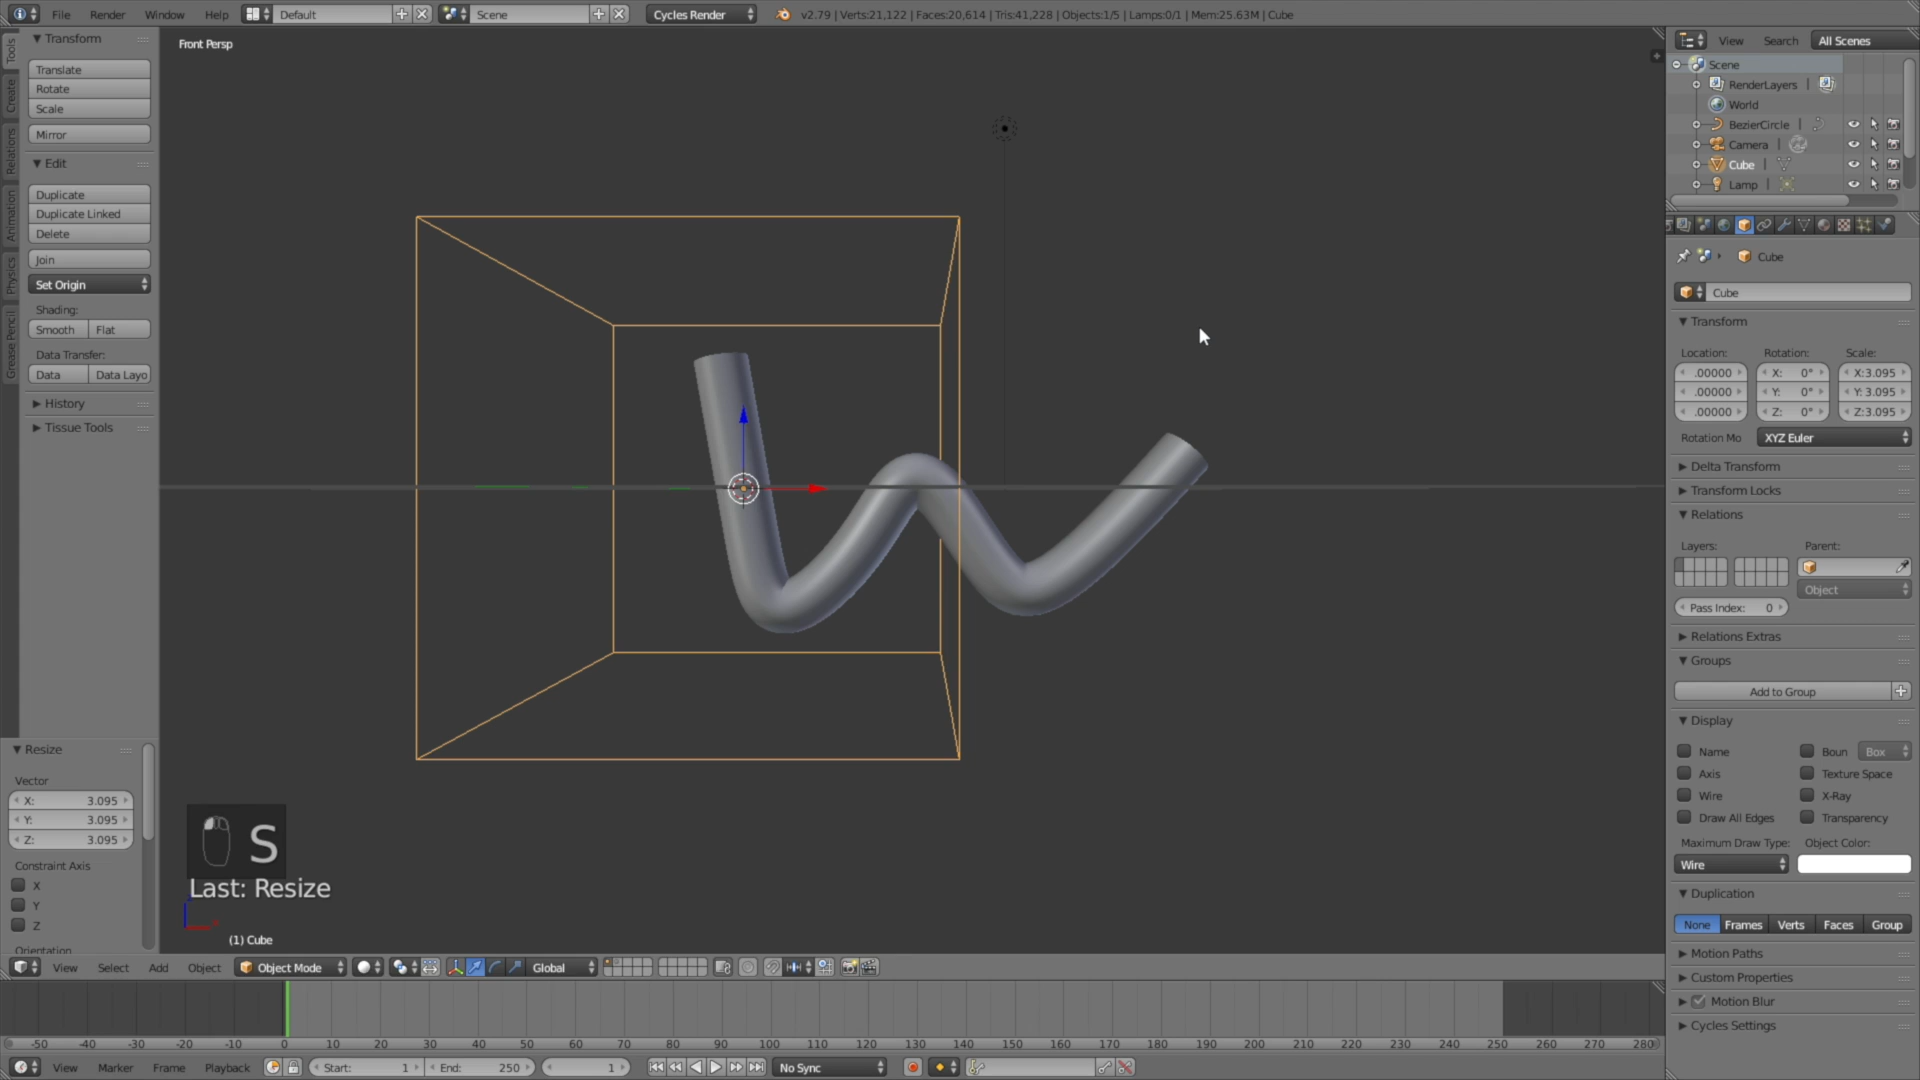 File Render Window Help Default Scene Cycles Render v2.79 | Verts:21,122 | Faces:20,614 | Tris:41,228 | Objects:1/5 | Lamps:0/1 | Mem:25.63M | Cube
Tools
Create
Relations
Animation
Physics
Grease Pencil
Transform
Translate
Rotate
Scale
Mirror
Edit
Duplicate
Duplicate Linked
Delete
Join
Set Origin
Shading:
Smooth Flat
Data Transfer:
Data Data Layo
History
Tissue Tools
Resize
Vector
X: 3.095
Y: 3.095
Z: 3.095
Constraint Axis
X
Y
Z
Orientation
Front Persp
S
Last: Resize
(1) Cube
View Select Add Object Object Mode Global
-50 -40 -30 -20 -10 0 10 20 30 40 50 60 70 80 90 100 110 120 130 140 150 160 170 180 190 200 210 220 230 240 250 260 270 280
View Marker Frame Playback Start: 1 End: 250 1 No Sync
View Search All Scenes
Scene
RenderLayers |
World
BezierCircle |
Camera |
Cube |
Lamp |
Cube
Cube
Transform
Location: Rotation: Scale:
.00000 X: 0° X:3.095
.00000 Y: 0° Y:3.095
.00000 Z: 0° Z:3.095
Rotation Mo XYZ Euler
Delta Transform
Transform Locks
Relations
Layers: Parent:
Object
Pass Index: 0
Relations Extras
Groups
Add to Group
Display
Name Boun Box
Axis Texture Space
Wire X-Ray
Draw All Edges Transparency
Maximum Draw Type: Object Color:
Wire
Duplication
None Frames Verts Faces Group
Motion Paths
Custom Properties
Motion Blur
Cycles Settings